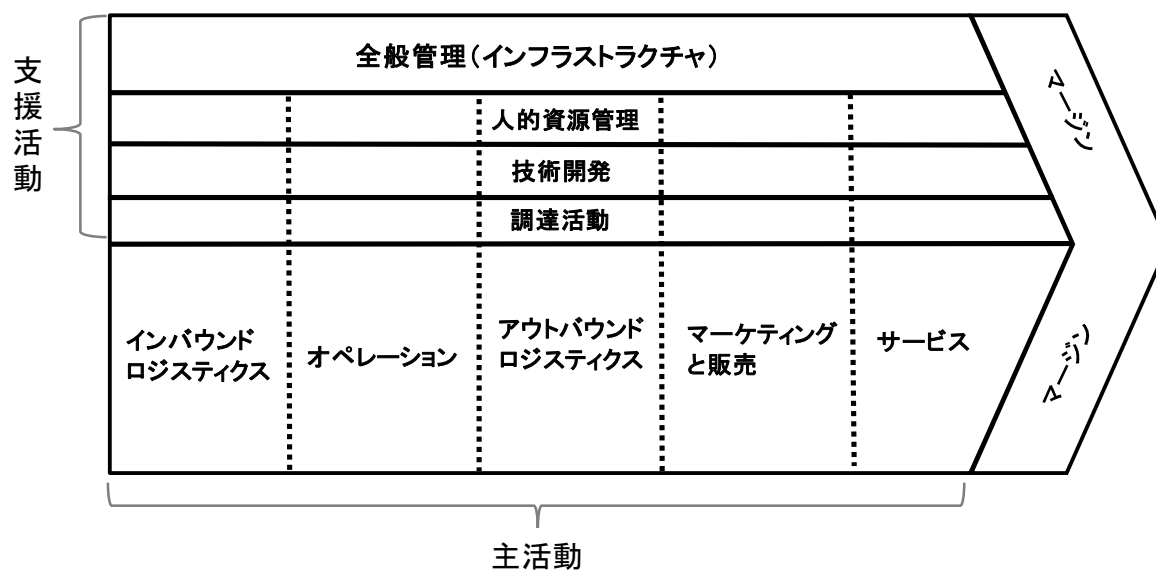 支援活動
全般管理(インフラストラクチャ)
人的資源管理
技術開発
調達活動
マージン
インバウンド
ロジスティクス
オペレーション
アウトバウンド
ロジスティクス
マーケティング
と販売
サービス
マージン
主活動